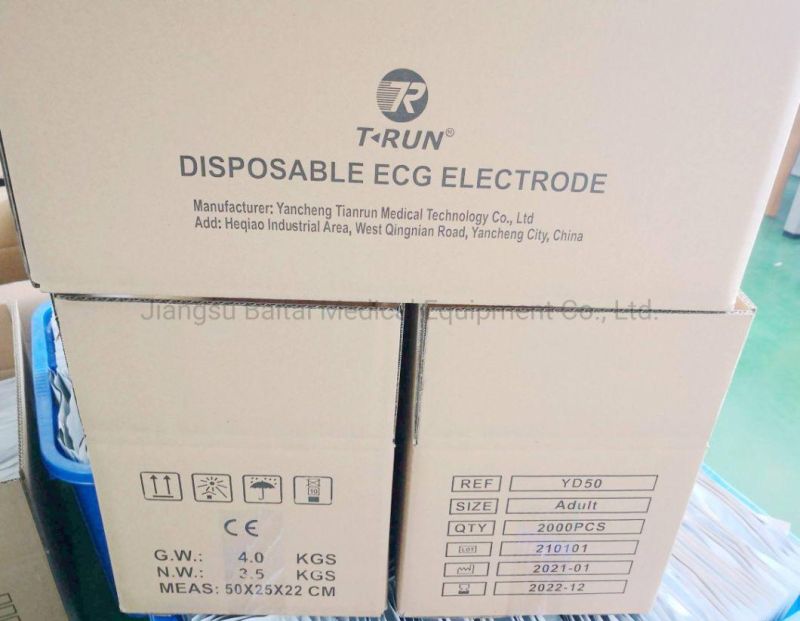 T-RUN®
DISPOSABLE ECG ELECTRODE
Manufacturer: Yancheng Tianrun Medical Technology Co., Ltd
Add: Heqiao Industrial Area, West Qingnian Road, Yancheng City, China
Jiangsu Baitai Medical Equipment Co., Ltd.
10
CE
G.W.: 4.0 KGS
N.W.: 3.5 KGS
MEAS: 50X25X22 CM
REF YD50
SIZE Adult
QTY 2000PCS
LOT 210101
2021-01
2022-12